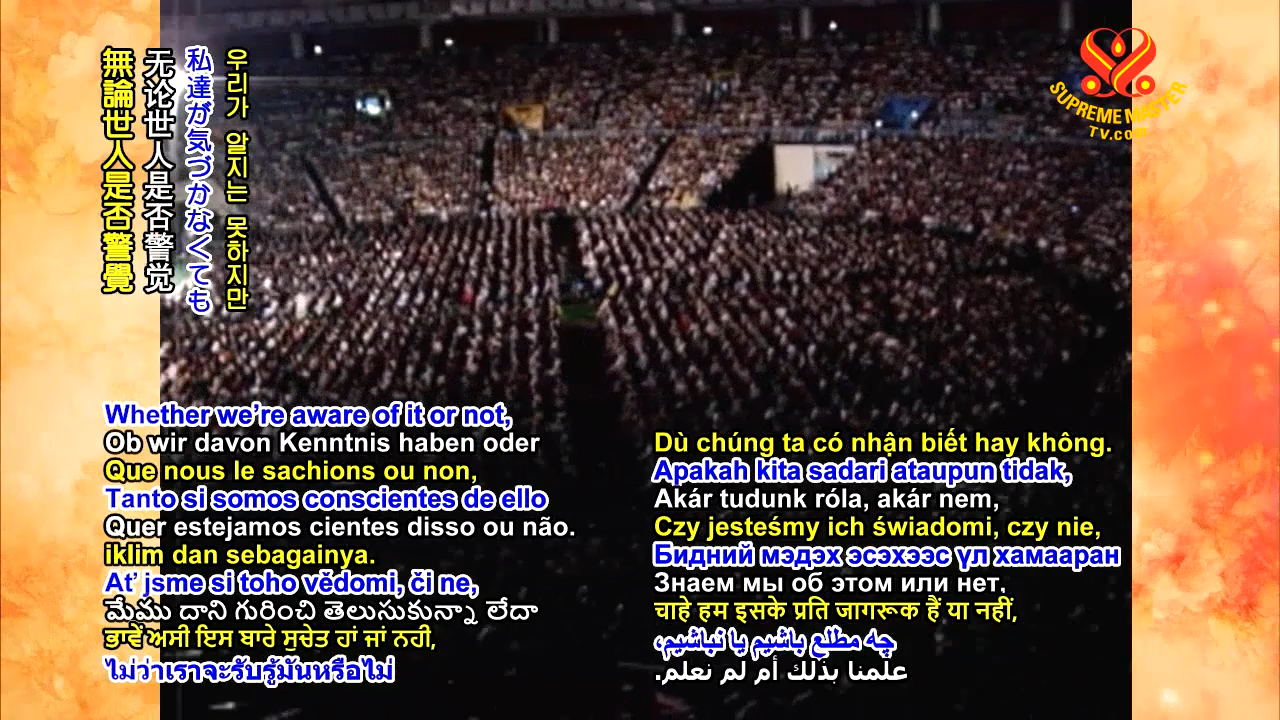 SUPREME MASTER
TV.com
우리가 알지는 못하지만
私達が気づかなくても
无论世人是否警觉
無論世人是否警覺
Whether we're aware of it or not,
Ob wir davon Kenntnis haben oder
Que nous le sachions ou non,
Tanto si somos conscientes de ello
Quer estejamos cientes disso ou não.
iklim dan sebagainya.
Ať jsme si toho vědomi, či ne,
మేము దాని గురించి తెలుసుకున్నా లేదా
ਭਾਵੇਂ ਅਸੀ ਇਸ ਬਾਰੇ ਸੁਚੇਤ ਹਾਂ ਜਾਂ ਨਹੀ,
ไม่ว่าเราจะรับรู้มันหรือไม่
Dù chúng ta có nhận biết hay không.
Apakah kita sadari ataupun tidak,
Akár tudunk róla, akár nem,
Czy jesteśmy ich świadomi, czy nie,
Бидний мэдэх эсэхээс үл хамааран
Знаем мы об этом или нет,
चाहे हम इसके प्रति जागरूक हैं या नहीं,
چه مطلع باشیم یا نباشیم،
علمنا بذلك أم لم نعلم.